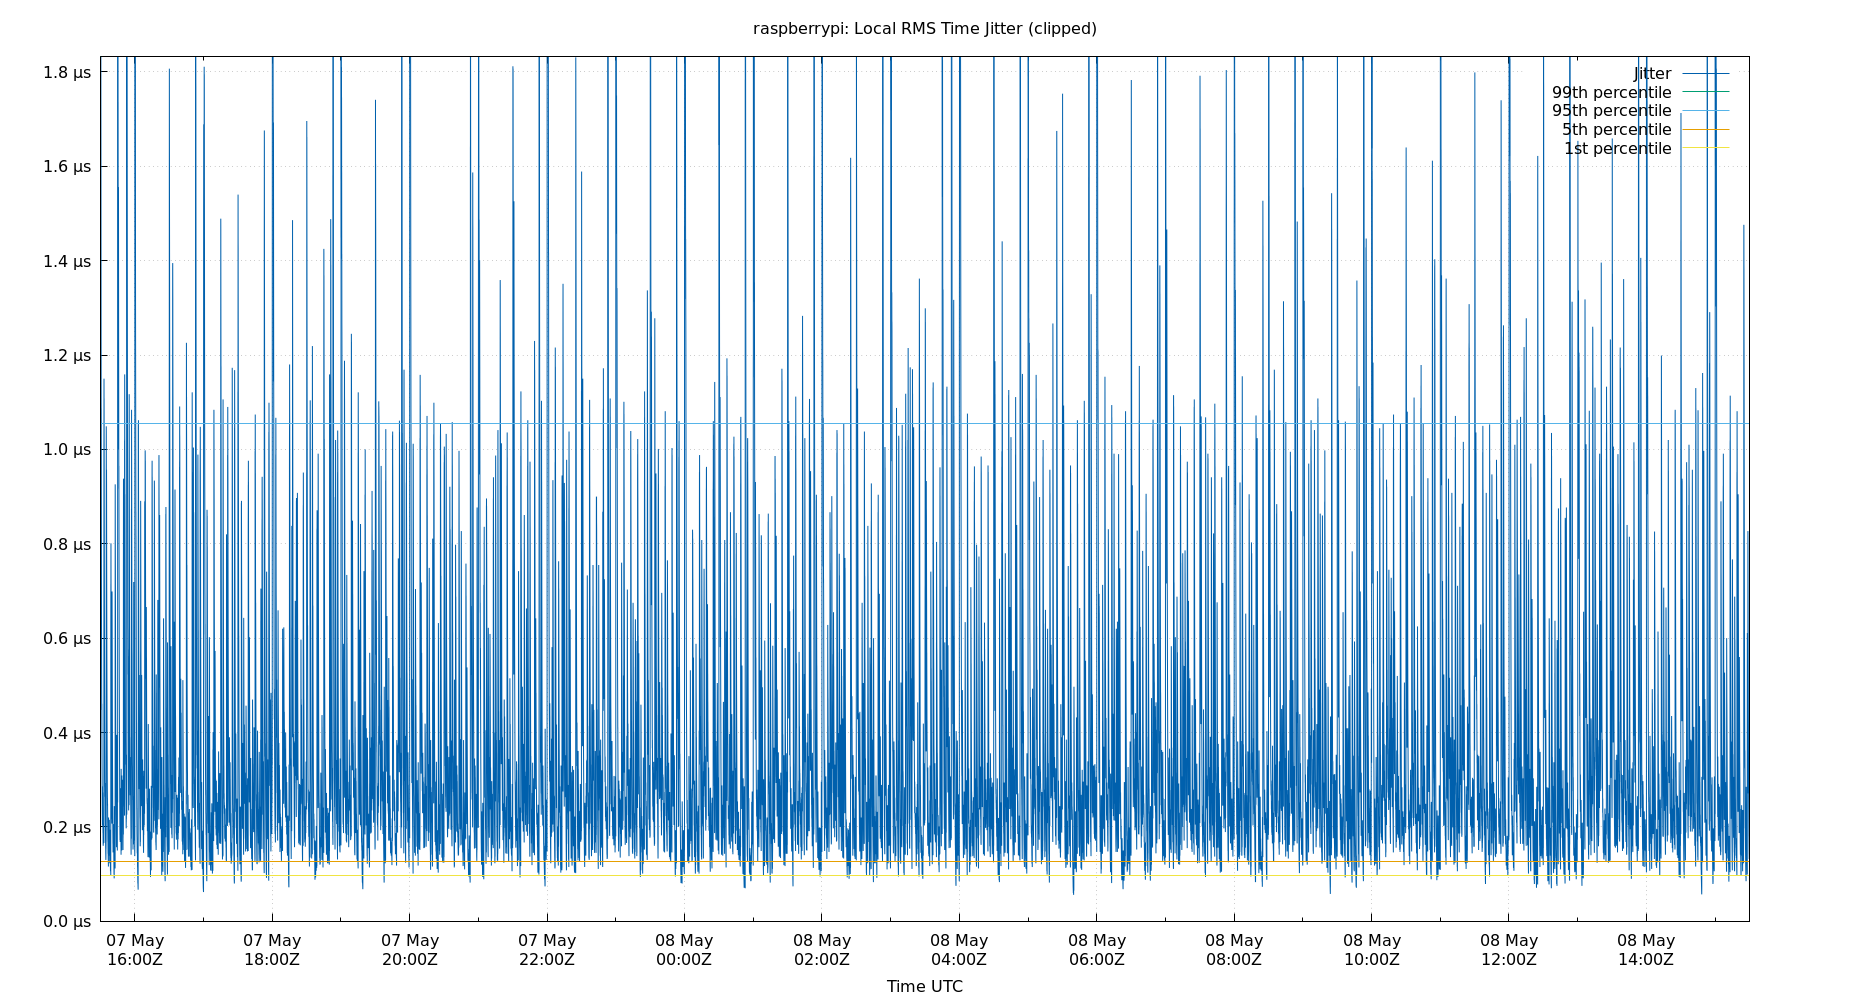 raspberrypi: Local RMS Time Jitter (clipped)
1.8 µs
1.6 µs
1.4 µs
1.2 µs
1.0 µs
0.8 µs
0.6 µs
0.4 µs
0.2 µs
0.0 µs
Jitter
99th percentile
95th percentile
5th percentile
1st percentile
07 May 07 May 07 May 07 May 08 May 08 May 08 May 08 May 08 May 08 May 08 May 08 May
16:00Z 18:00Z 20:00Z 22:00Z 00:00Z 02:00Z 04:00Z 06:00Z 08:00Z 10:00Z 12:00Z 14:00Z
Time UTC